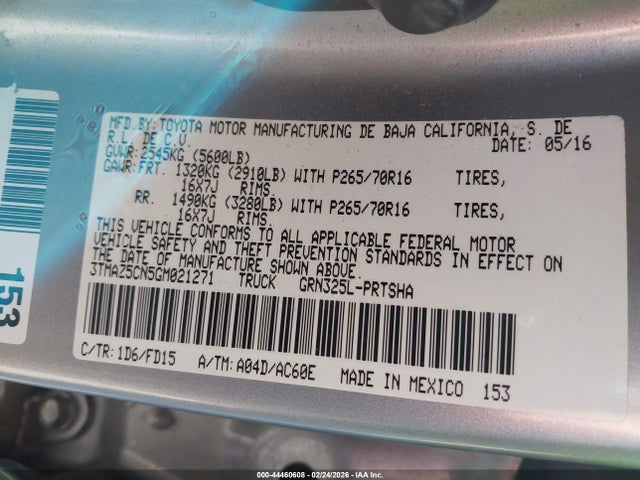 MFD.BY:TOYOTA MOTOR MANUFACTURING DE BAJA CALIFORNIA, S. DE
R.L. DE C.V. DATE: 05/16
GVWR:2545KG (5600LB)
GAWR:FRT. 1320KG (2910LB) WITH P265/70R16 TIRES,
16X7J RIMS.
RR. 1490KG (3280LB) WITH P265/70R16 TIRES,
16X7J RIMS.
THIS VEHICLE CONFORMS TO ALL APPLICABLE FEDERAL MOTOR
VEHICLE SAFETY AND THEFT PREVENTION STANDARDS IN EFFECT ON
THE DATE OF MANUFACTURE SHOWN ABOVE.
3TMAZ5CN5GM021271 TRUCK GRN325L-PRTSHA
C/TR: 1D6/FD15 A/TM: A04D/AC60E MADE IN MEXICO 153
153
000-44460608 - 02/24/2026 - © IAA Inc.